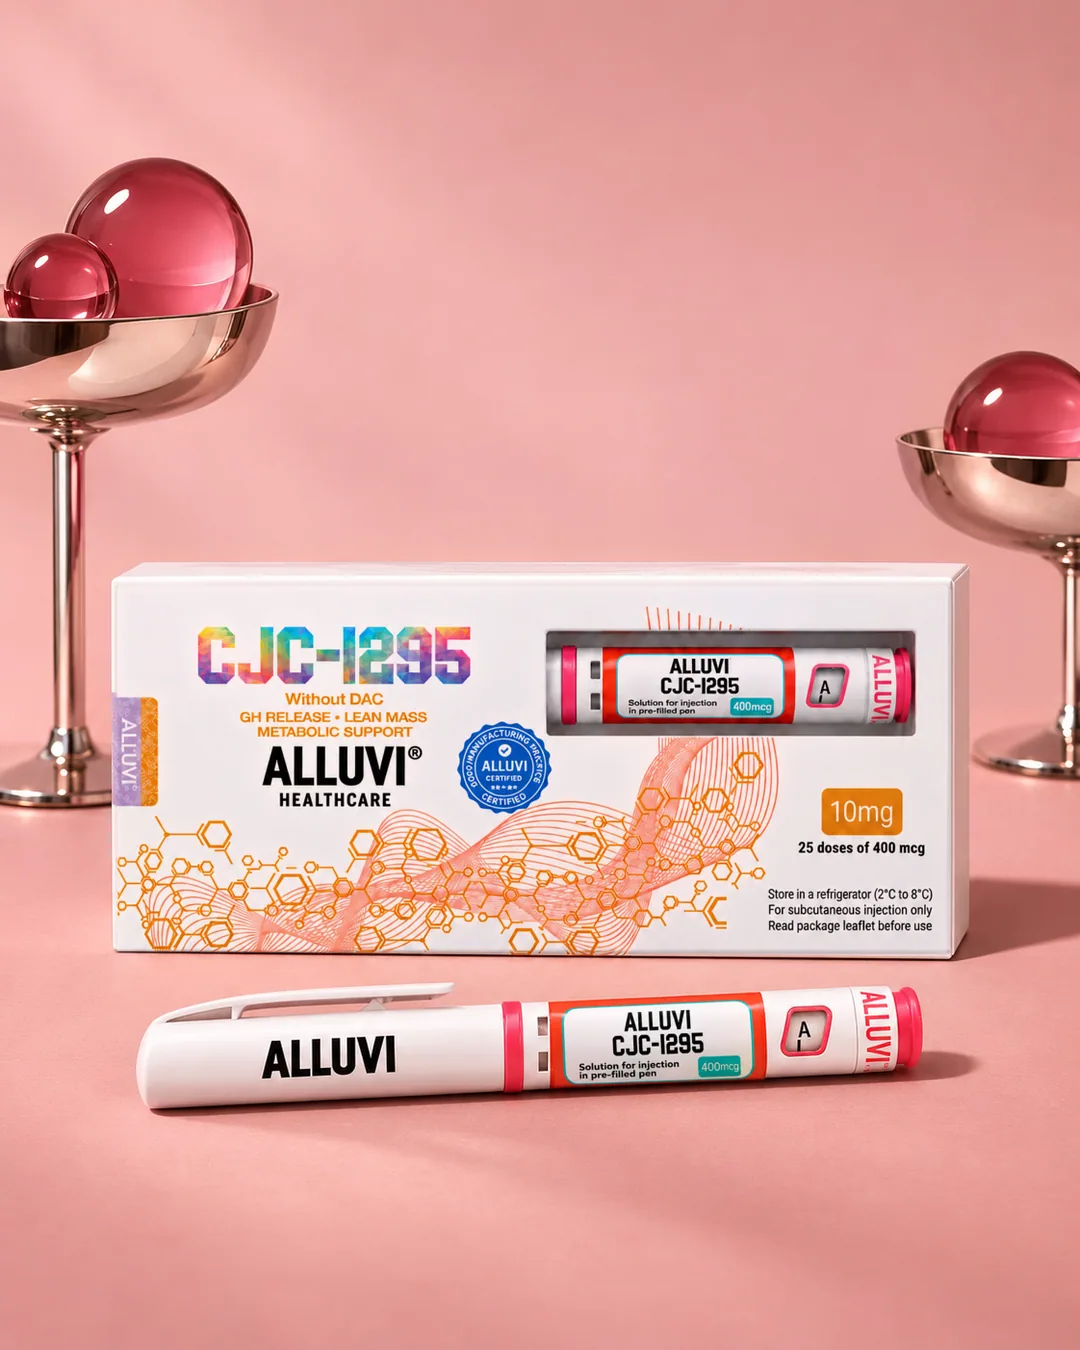 CJC-1295
Without DAC
GH RELEASE • LEAN MASS
METABOLIC SUPPORT
ALLUVI®
HEALTHCARE
ALLUVI®
GOOD MANUFACTURING PRACTICE
ALLUVI
CERTIFIED
CERTIFIED
ALLUVI
CJC-1295
Solution for injection
in pre-filled pen
400mcg
A
ALLUVI
10mg
25 doses of 400 mcg
Store in a refrigerator (2°C to 8°C)
For subcutaneous injection only
Read package leaflet before use
ALLUVI
ALLUVI
CJC-1295
Solution for injection
in pre-filled pen
400mcg
A
ALLUVI